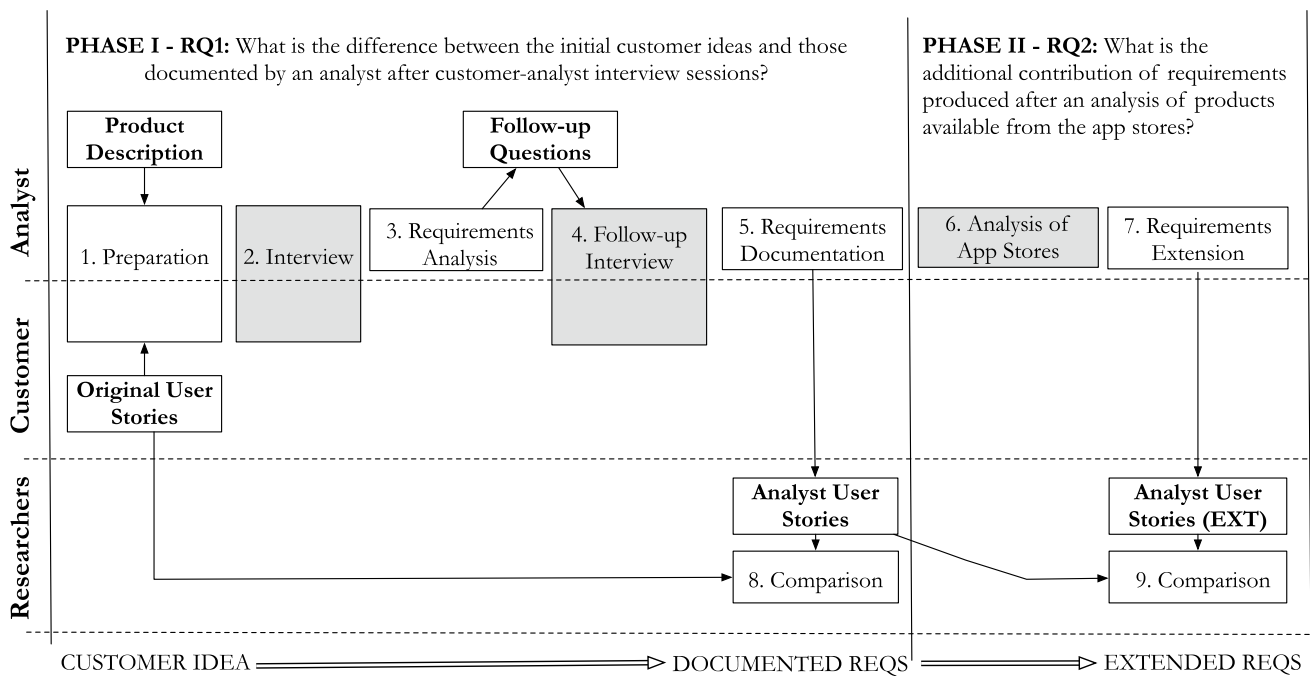 PHASE I - RQ1: What is the difference between the initial customer ideas and those
documented by an analyst after customer-analyst interview sessions?
PHASE II - RQ2: What is the
additional contribution of requirements
produced after an analysis of products
available from the app stores?
Analyst
Product
Description
Follow-up
Questions
1. Preparation
2. Interview
3. Requirements
Analysis
4. Follow-up
Interview
5. Requirements
Documentation
6. Analysis of
App Stores
7. Requirements
Extension
Customer
Original User
Stories
Researchers
Analyst User
Stories
8. Comparison
Analyst User
Stories (EXT)
9. Comparison
CUSTOMER IDEA
DOCUMENTED REQS
EXTENDED REQS